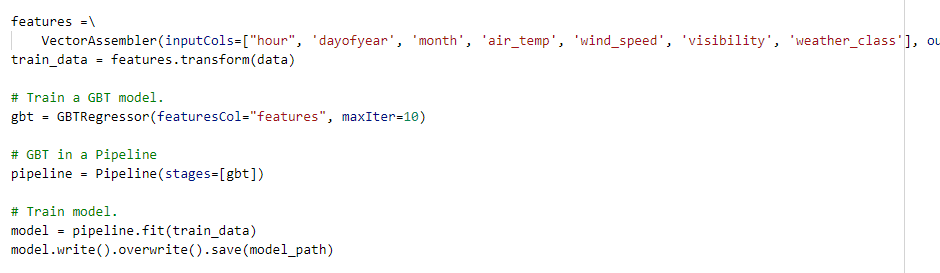 features =\
    VectorAssembler(inputCols=["hour", 'dayofyear', 'month', 'air_temp', 'wind_speed', 'visibility', 'weather_class'], ou
train_data = features.transform(data)
# Train a GBT model.
gbt = GBTRegressor(featuresCol="features", maxIter=10)
# GBT in a Pipeline
pipeline = Pipeline(stages=[gbt])
# Train model.
model = pipeline.fit(train_data)
model.write().overwrite().save(model_path)